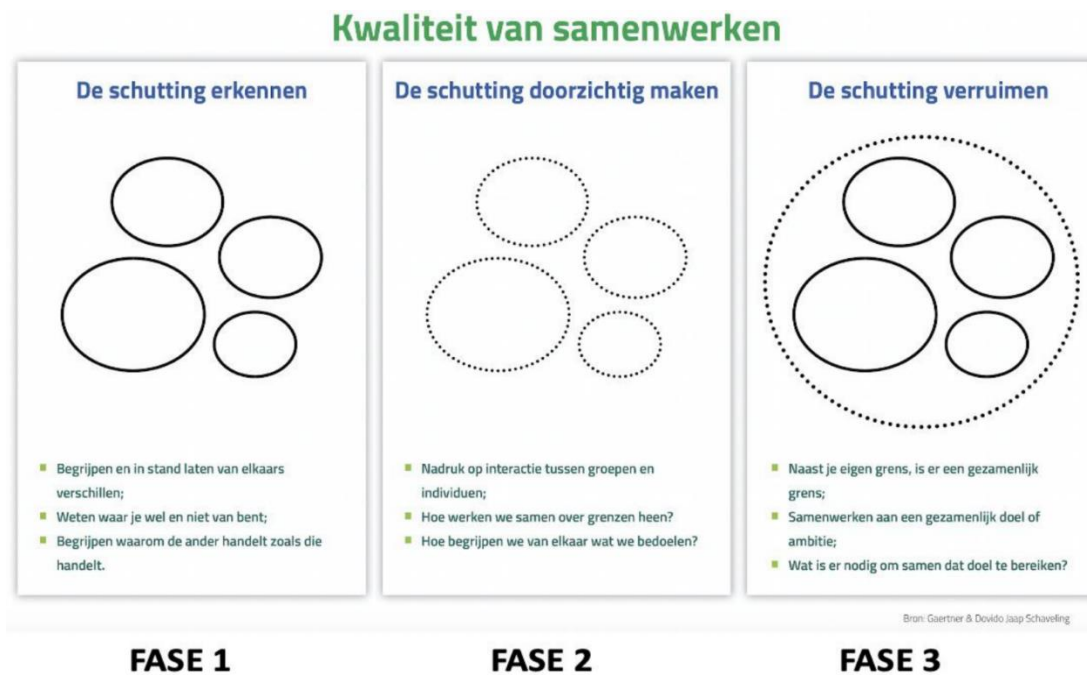 Kwaliteit van samenwerken
De schutting erkennen
Begrijpen en in stand laten van elkaars
verschillen;
Weten waar je wel en niet van bent;
Begrijpen waarom de ander handelt zoals die
handelt.
De schutting doorzichtig maken
Nadruk op interactie tussen groepen en
individuen;
Hoe werken we samen over grenzen heen?
Hoe begrijpen we van elkaar wat we bedoelen?
De schutting verruimen
Naast je eigen grens, is er een gezamenlijk
grens;
Samenwerken aan een gezamenlijk doel of
ambitie;
Wat is er nodig om samen dat doel te bereiken?
Bron: Gaertner & Dovido Jaap Schaveling
FASE 1
FASE 2
FASE 3